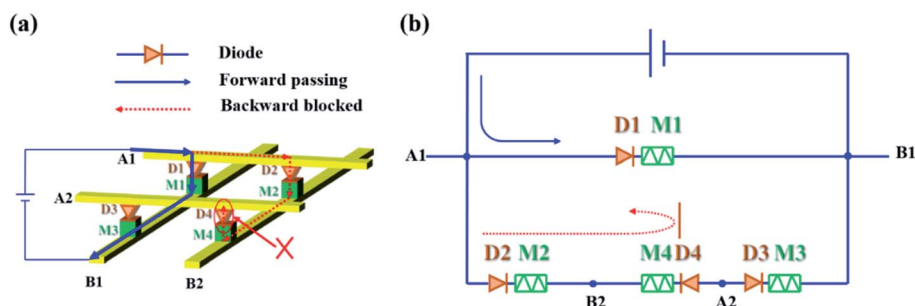 (a)
Diode
Forward passing
Backward blocked
A1
D1
M1
D2
M2
A2
D3
M3
D4
M4
X
B1
B2
(b)
D1 M1
A1
B1
D2 M2
M4 D4
D3 M3
B2
A2